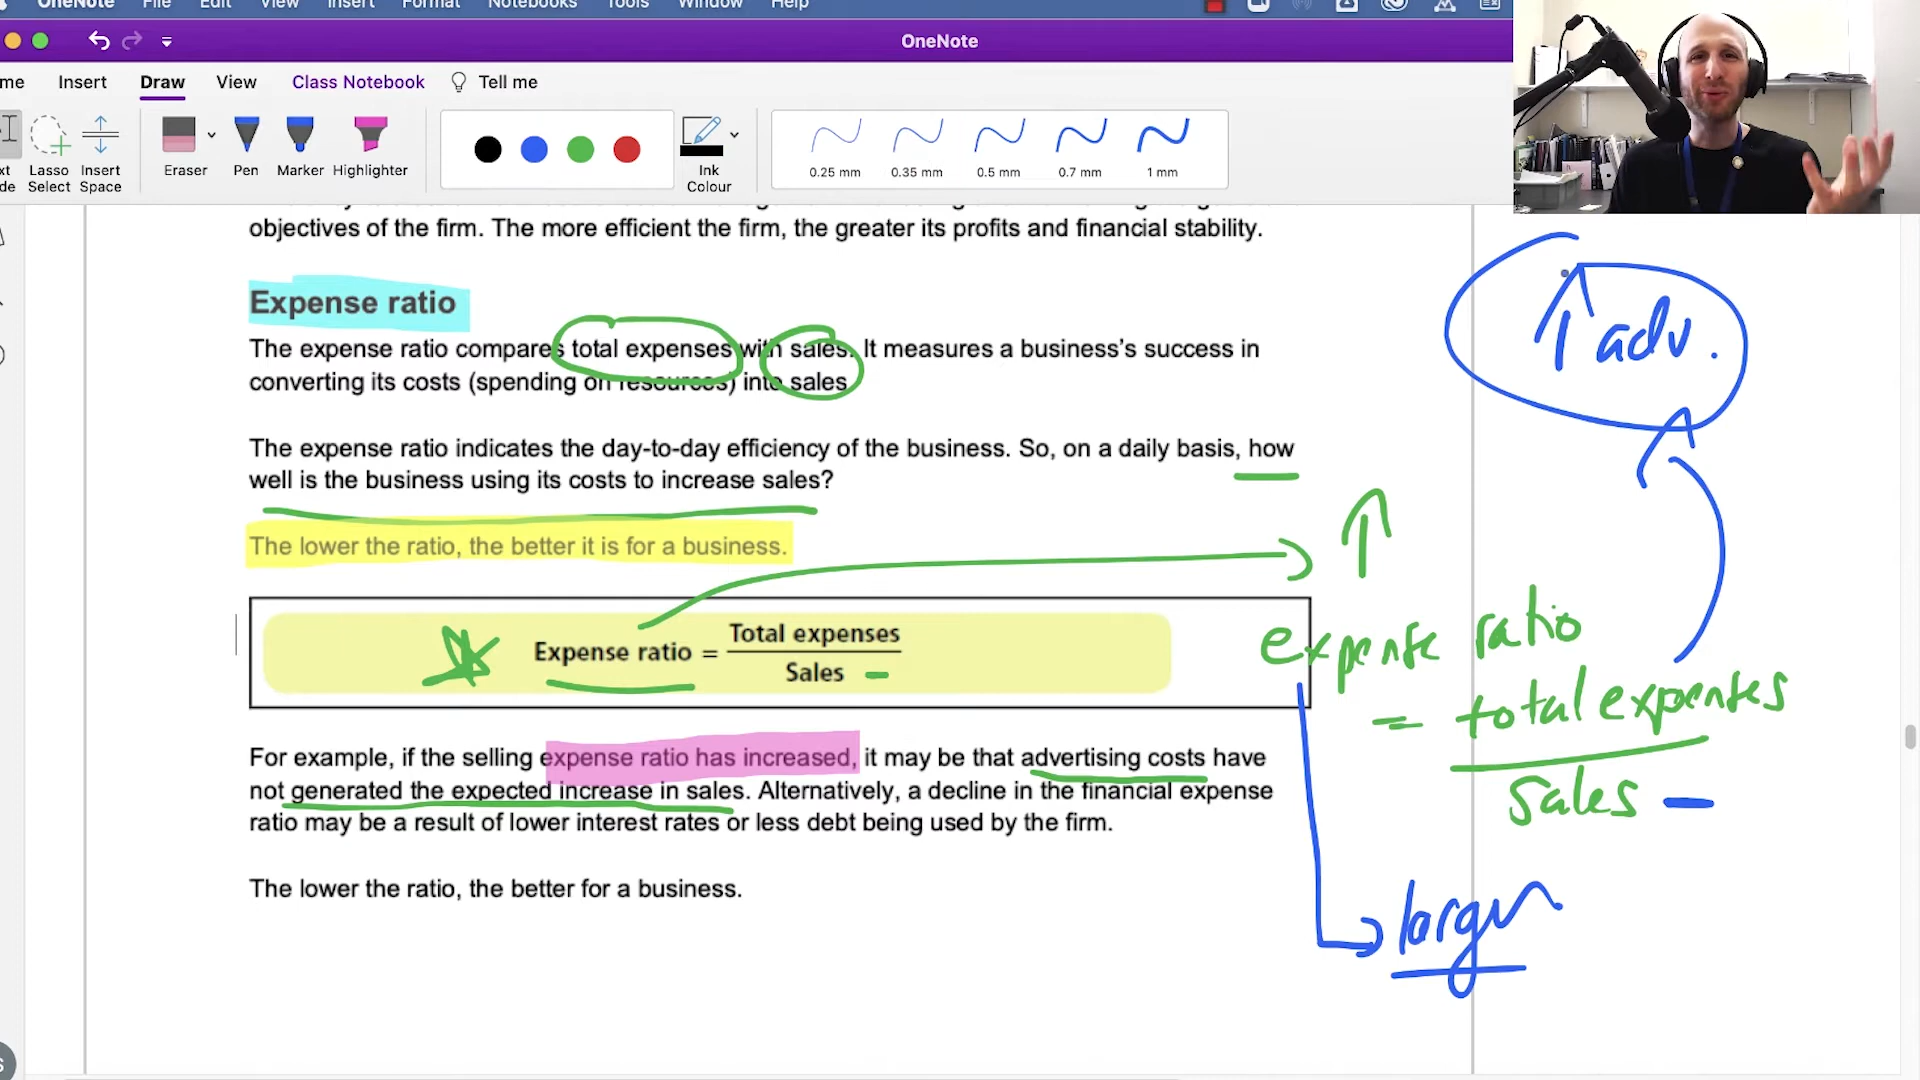 OneNote File Edit View Insert Format Notebooks Tools Window Help
OneNote
Insert Draw View Class Notebook Tell me
Lasso Select
Insert Space
Eraser
Pen
Marker
Highlighter
Ink Colour
0.25 mm 0.35 mm 0.5 mm 0.7 mm 1 mm
objectives of the firm. The more efficient the firm, the greater its profits and financial stability.
Expense ratio
The expense ratio compares total expenses with sales. It measures a business's success in
converting its costs (spending on resources) into sales
The expense ratio indicates the day-to-day efficiency of the business. So, on a daily basis, how
well is the business using its costs to increase sales?
The lower the ratio, the better it is for a business.
Expense ratio = Total expenses
Sales
For example, if the selling expense ratio has increased, it may be that advertising costs have
not generated the expected increase in sales. Alternatively, a decline in the financial expense
ratio may be a result of lower interest rates or less debt being used by the firm.
The lower the ratio, the better for a business.
↑ adv.
↑
expense ratio
= total expenses
sales –
larger